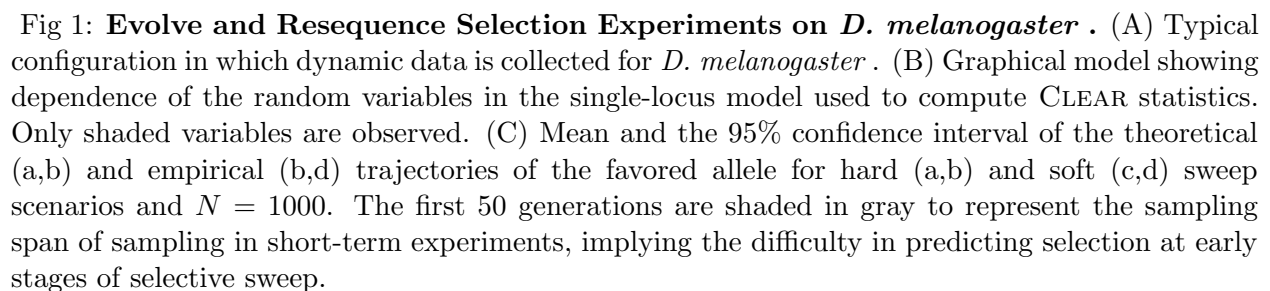 Fig 1: Evolve and Resequence Selection Experiments on D. melanogaster . (A) Typical
configuration in which dynamic data is collected for D. melanogaster . (B) Graphical model showing
dependence of the random variables in the single-locus model used to compute CLEAR statistics.
Only shaded variables are observed. (C) Mean and the 95% confidence interval of the theoretical
(a,b) and empirical (b,d) trajectories of the favored allele for hard (a,b) and soft (c,d) sweep
scenarios and N = 1000. The first 50 generations are shaded in gray to represent the sampling
span of sampling in short-term experiments, implying the difficulty in predicting selection at early
stages of selective sweep.